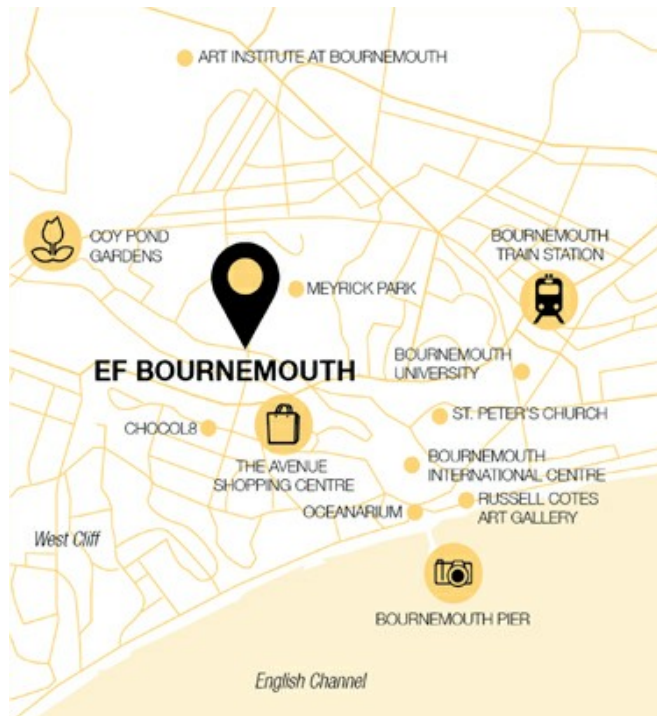 ART INSTITUTE AT BOURNEMOUTH
COY POND
GARDENS
BOURNEMOUTH
TRAIN STATION
MEYRICK PARK
EF BOURNEMOUTH
BOURNEMOUTH
UNIVERSITY
ST. PETER'S CHURCH
CHOCOL8
THE AVENUE
SHOPPING CENTRE
BOURNEMOUTH
INTERNATIONAL CENTRE
OCEANARIUM
RUSSELL COTES
ART GALLERY
West Cliff
BOURNEMOUTH PIER
English Channel